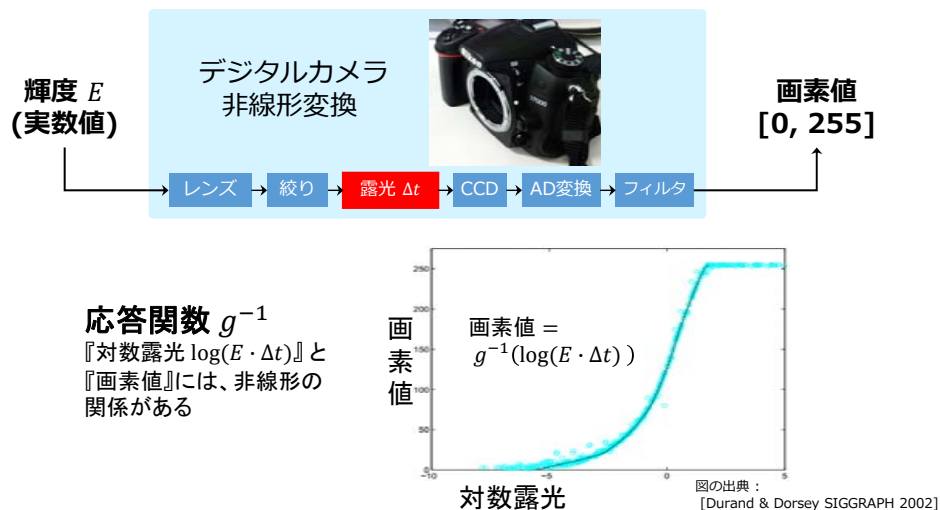 デジタルカメラ
非線形変換
輝度 E
(実数値)
画素値
[0, 255]
レンズ
絞り
露光 Δt
CCD
AD変換
フィルタ
応答関数 g⁻¹
『対数露光 log(E · Δt)』と
『画素値』には、非線形の
関係がある
画素値
画素値 =
g⁻¹(log(E · Δt) )
250
200
150
100
50
0
-10
-5
0
5
対数露光
図の出典：
[Durand & Dorsey SIGGRAPH 2002]